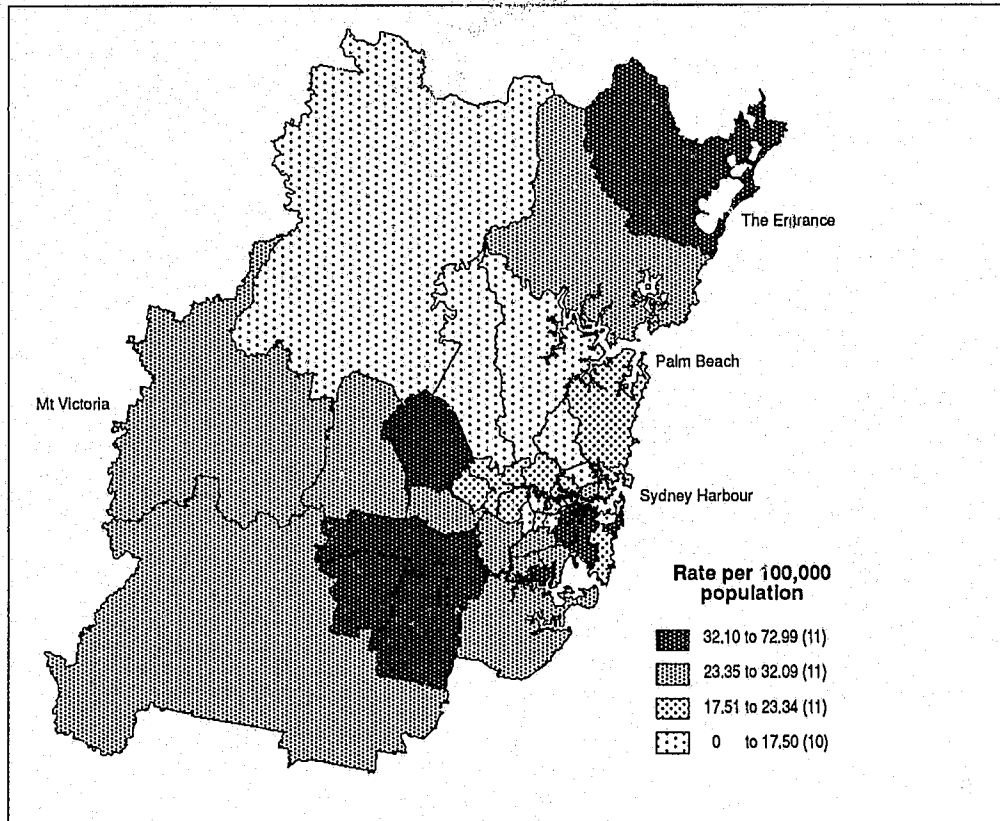 The Entrance
Palm Beach
Mt Victoria
Sydney Harbour
Rate per 100,000
population
32.10 to 72.99 (11)
23.35 to 32.09 (11)
17.51 to 23.34 (11)
0 to 17.50 (10)